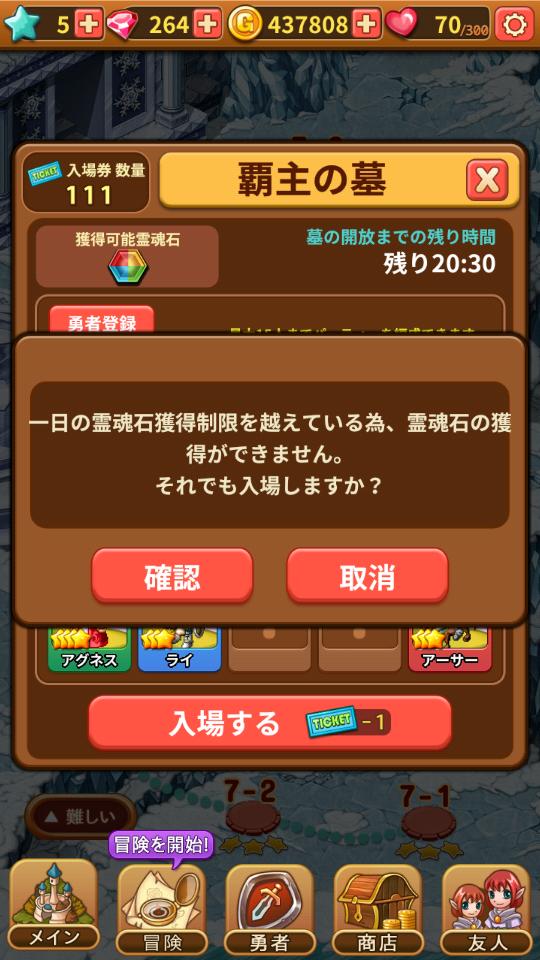 5
264
G
437808
70/300
TICKET
入場券 数量
111
覇主の墓
獲得可能霊魂石
墓の開放までの残り時間
残り20:30
勇者登録
一日の霊魂石獲得制限を越えている為、霊魂石の獲
得ができません。
それでも入場しますか？
確認
取消
アグネス
ライ
アーサー
入場する
TICKET
-1
7-2
7-1
▲ 難しい
冒険を開始!
メイン
冒険
勇者
商店
友人